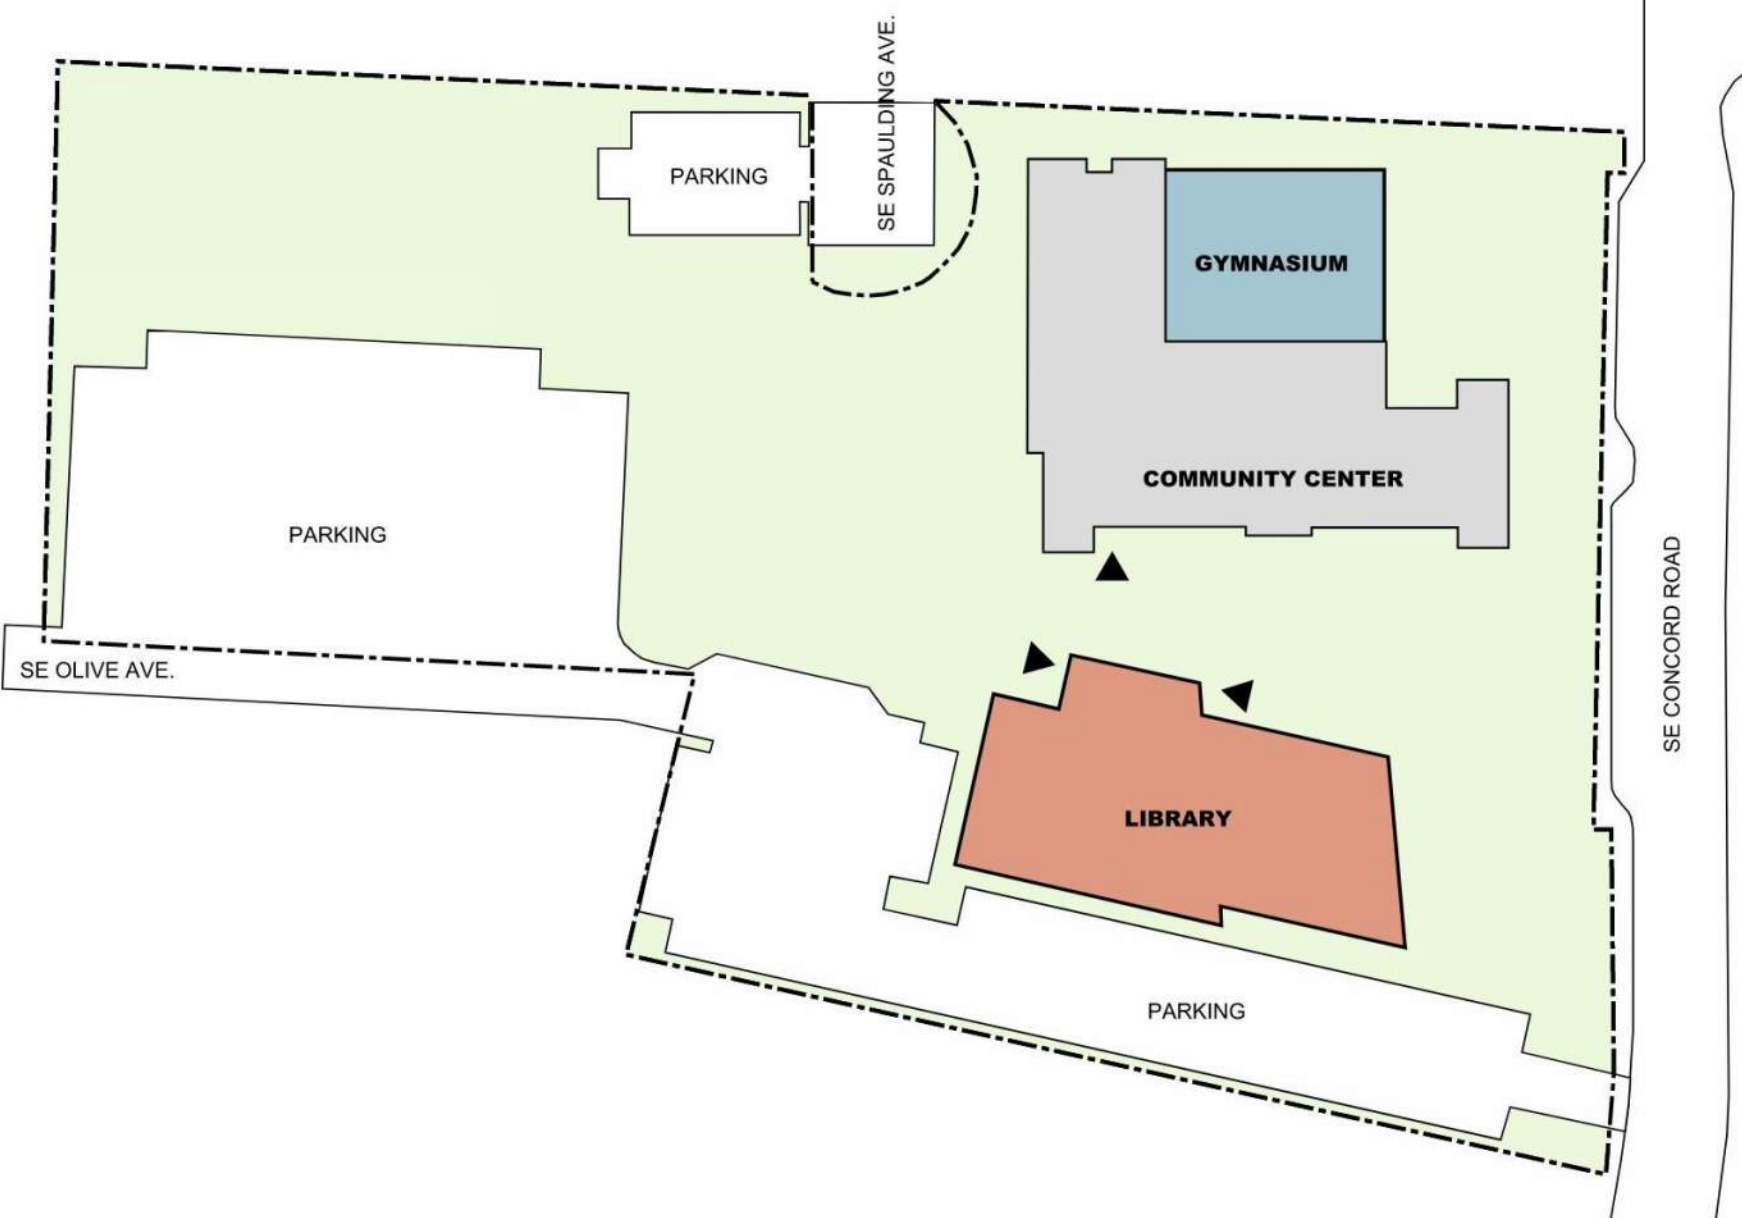 SE SPAULDING AVE.
PARKING
GYMNASIUM
COMMUNITY CENTER
PARKING
SE CONCORD ROAD
SE OLIVE AVE.
LIBRARY
PARKING